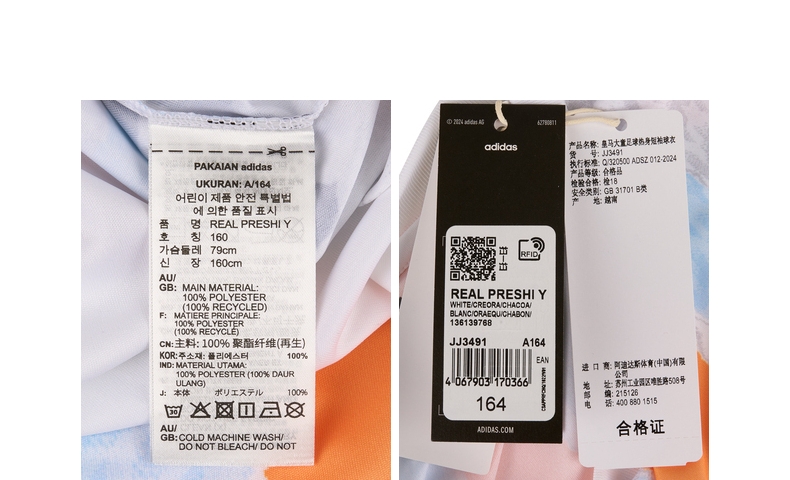 PAKAIAN adidas
UKURAN: A/164
어린이 제품 안전 특별법
에 의한 품질 표시
품 명 REAL PRESHI Y
호 칭 160
가슴둘레 79cm
신 장 160cm
AU/
GB: MAIN MATERIAL:
100% POLYESTER
(100% RECYCLED)
F: MATIERE PRINCIPALE:
100% POLYESTER
(100% RECYCLÉ)
CN: 主料: 100% 聚酯纤维(再生)
KOR: 주소재: 폴리에스터 100%
IND: MATERIAL UTAMA:
100% POLYESTER (100% DAUR
ULANG)
J: 本体 ポリエステル 100%
AU/
GB: COLD MACHINE WASH/
DO NOT BLEACH/ DO NOT
© 2024 adidas AG 62780811
adidas
RFID
REAL PRESHI Y
WHITE/CREORA/CHACOA/
BLANC/ORAEQU/CHABON/
136139768
JJ3491 A164
EAN
4 067903 170366
164
ADIDAS.COM
产品名称: 皇马大童足球热身短袖球衣
货 号: JJ3491
执行标准: Q/320500 ADSZ 012-2024
产品等级: 合格品
检验合格: 检18
安全类别: GB 31701 B类
产 地: 越南
进 口 商: 阿迪达斯体育(中国)有限
公司
地 址: 苏州工业园区唯胜路508号
邮 编: 215126
电 话: 400 880 1515
合格证